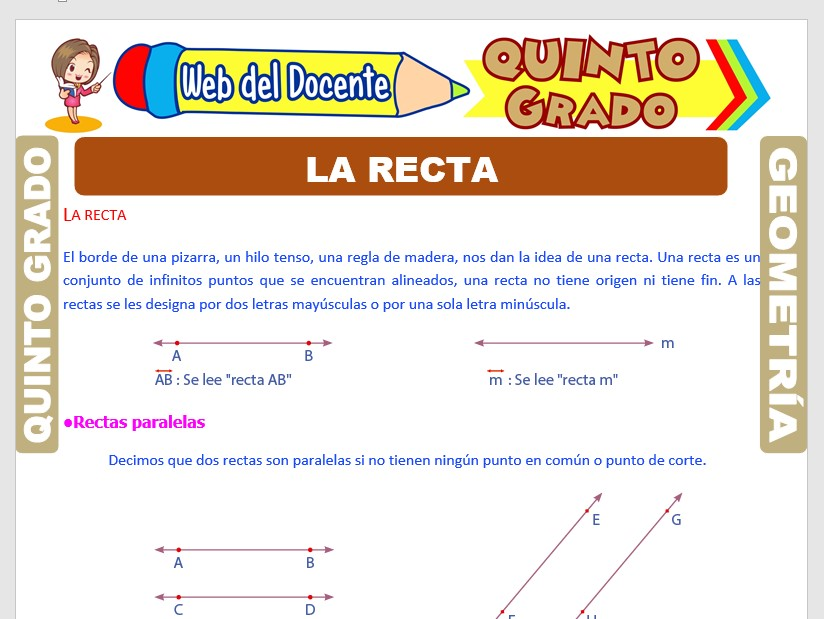 Web del Docente
QUINTO
GRADO
QUINTO GRADO
GEOMETRÍA
LA RECTA
LA RECTA
El borde de una pizarra, un hilo tenso, una regla de madera, nos dan la idea de una recta. Una recta es un
conjunto de infinitos puntos que se encuentran alineados, una recta no tiene origen ni tiene fin. A las
rectas se les designa por dos letras mayúsculas o por una sola letra minúscula.
A B m
AB : Se lee "recta AB" m : Se lee "recta m"
•Rectas paralelas
Decimos que dos rectas son paralelas si no tienen ningún punto en común o punto de corte.
E G
A B
C D